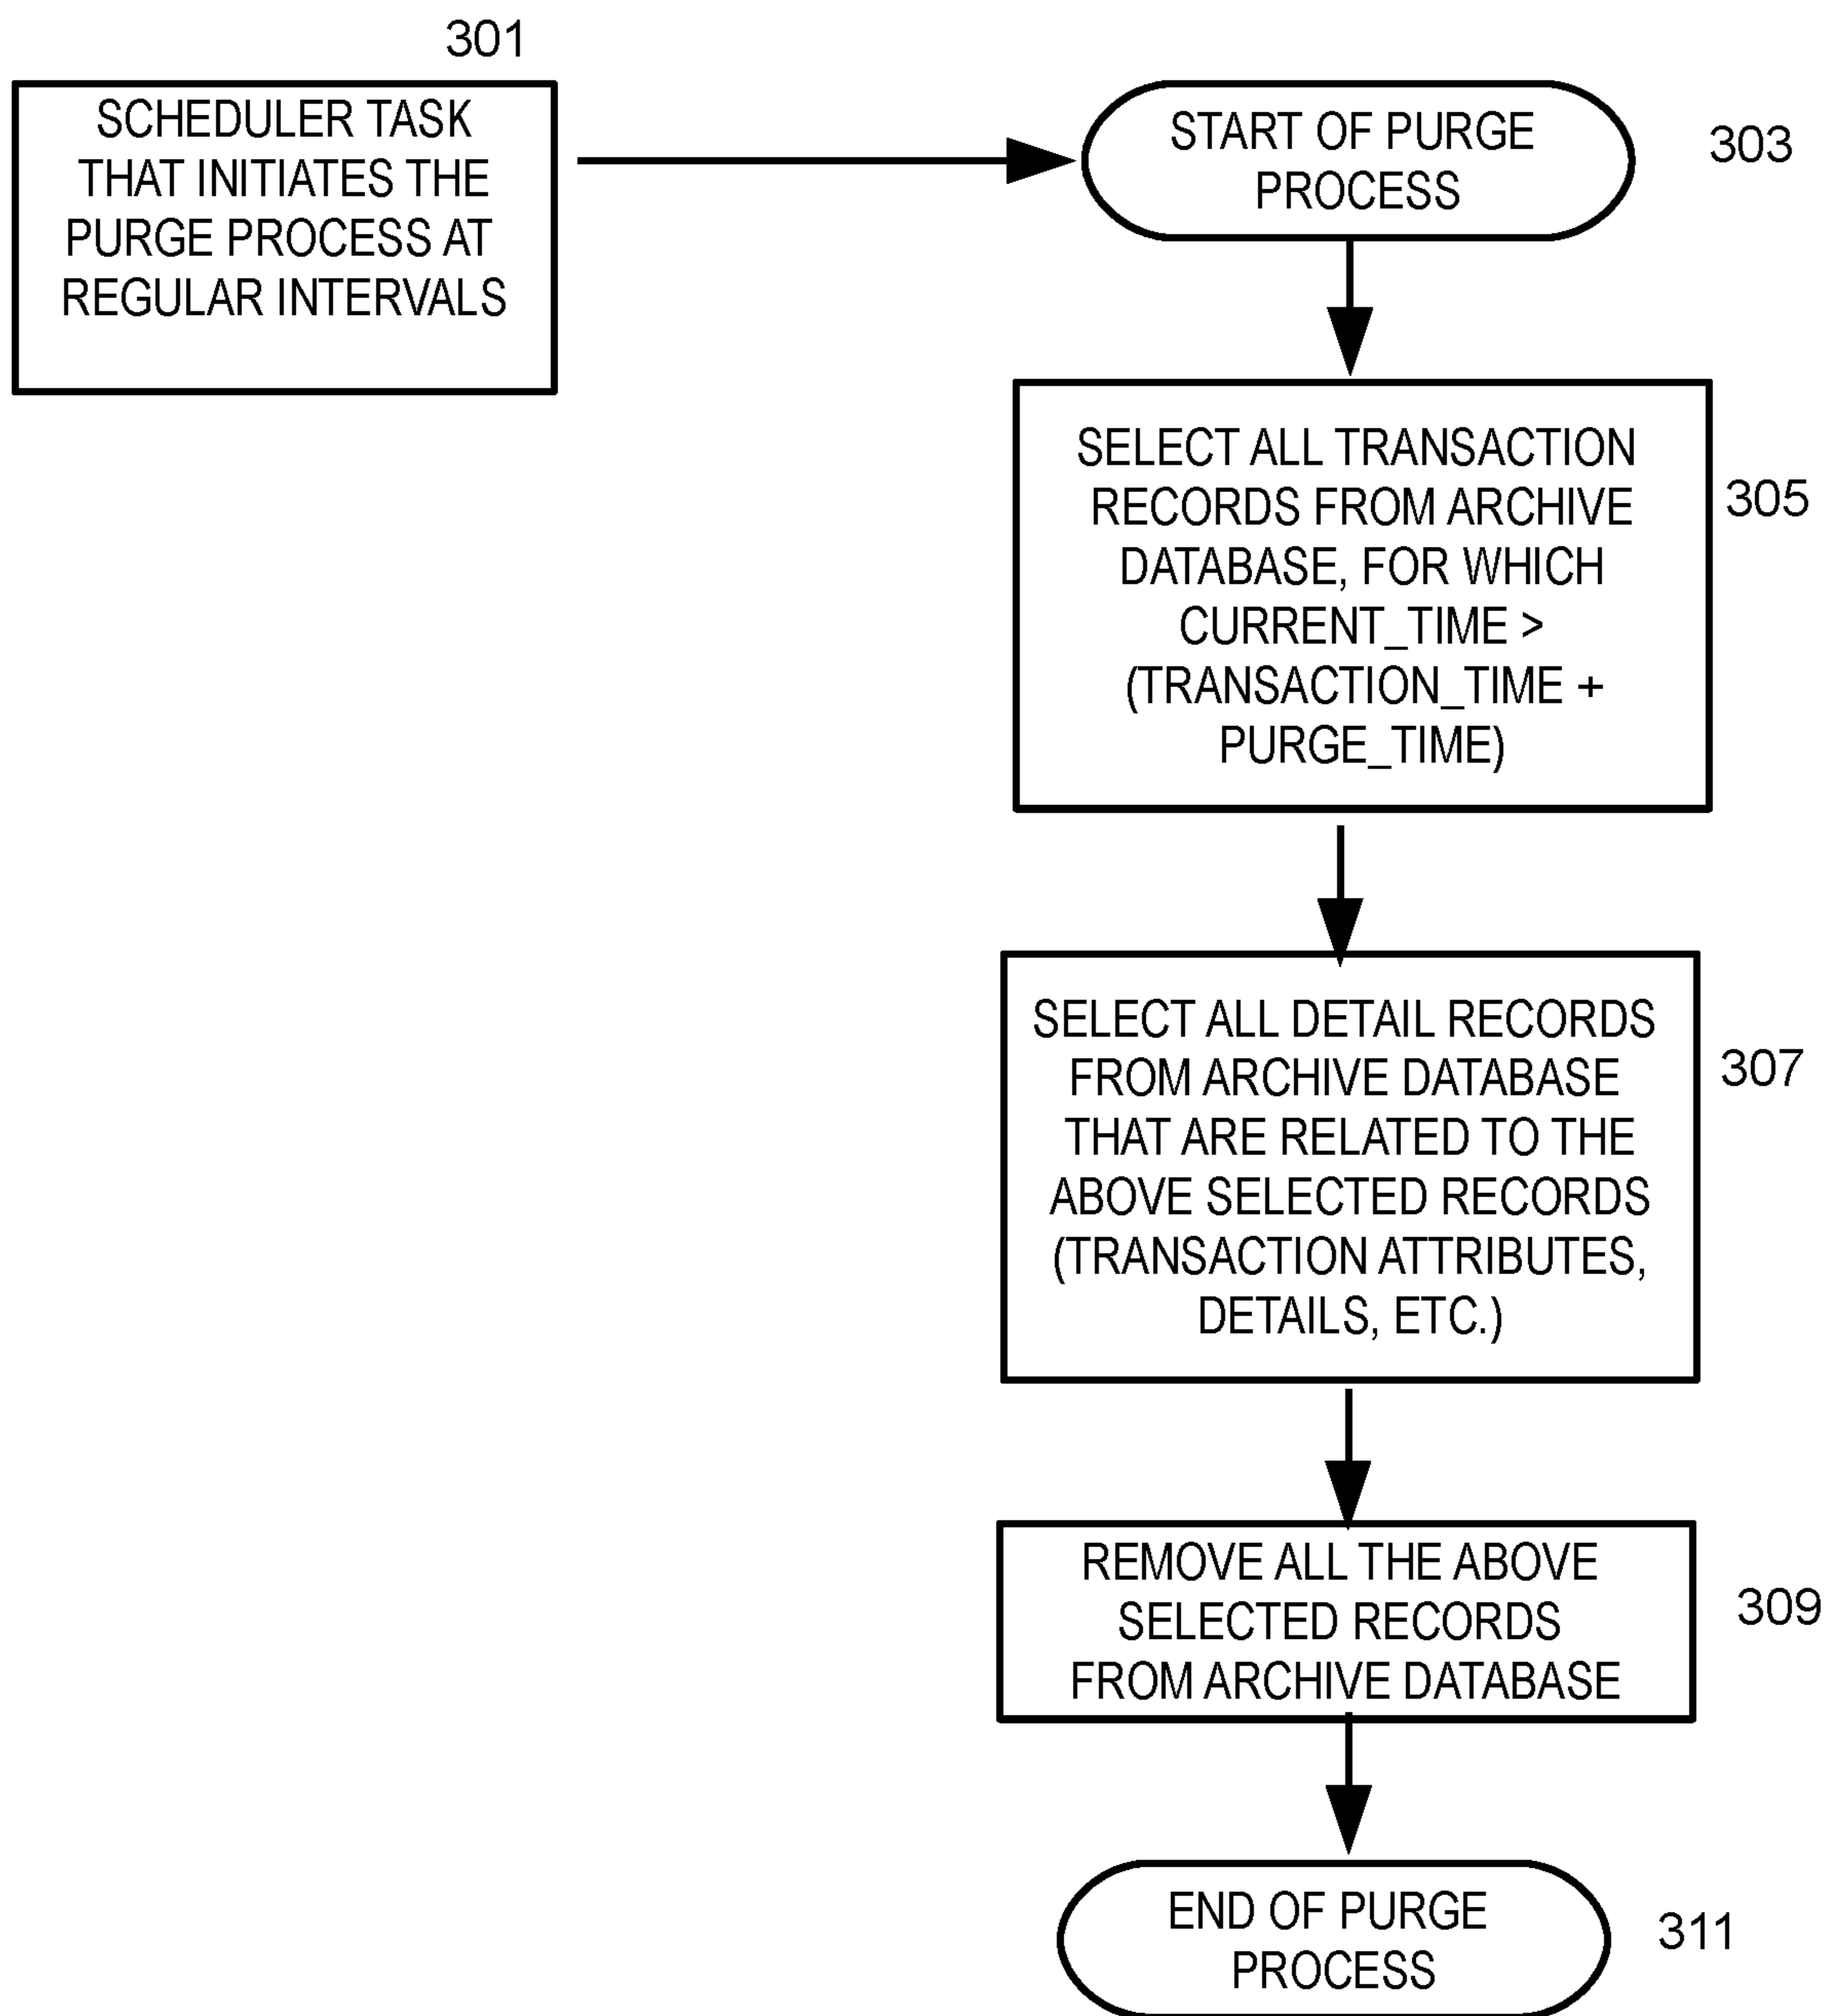 301
SCHEDULER TASK
THAT INITIATES THE
PURGE PROCESS AT
REGULAR INTERVALS
START OF PURGE
PROCESS
303
SELECT ALL TRANSACTION
RECORDS FROM ARCHIVE
DATABASE, FOR WHICH
CURRENT_TIME >
(TRANSACTION_TIME +
PURGE_TIME)
305
SELECT ALL DETAIL RECORDS
FROM ARCHIVE DATABASE
THAT ARE RELATED TO THE
ABOVE SELECTED RECORDS
(TRANSACTION ATTRIBUTES,
DETAILS, ETC.)
307
REMOVE ALL THE ABOVE
SELECTED RECORDS
FROM ARCHIVE DATABASE
309
END OF PURGE
PROCESS
311